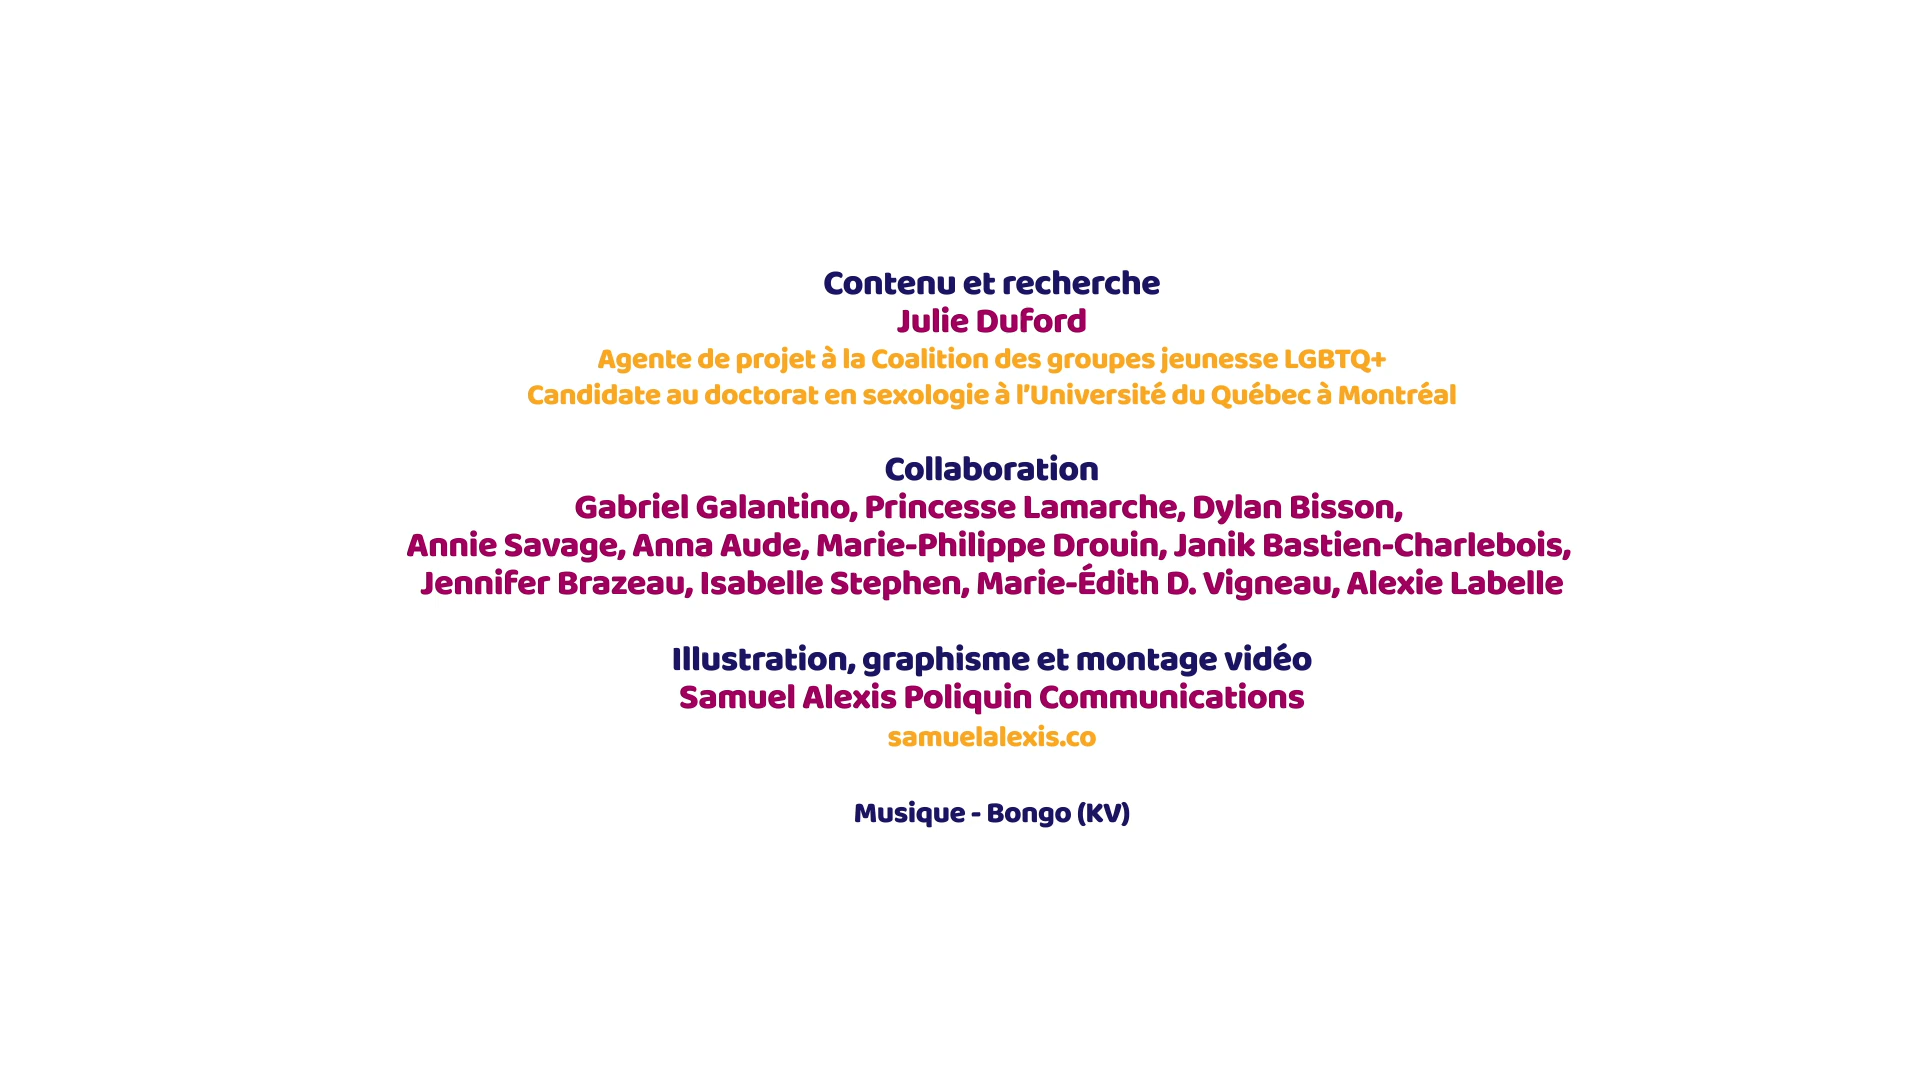 Contenu et recherche
Julie Duford
Agente de projet à la Coalition des groupes jeunesse LGBTQ+
Candidate au doctorat en sexologie à l'Université du Québec à Montréal
Collaboration
Gabriel Galantino, Princesse Lamarche, Dylan Bisson,
Annie Savage, Anna Aude, Marie-Philippe Drouin, Janik Bastien-Charlebois,
Jennifer Brazeau, Isabelle Stephen, Marie-Édith D. Vigneau, Alexie Labelle
Illustration, graphisme et montage vidéo
Samuel Alexis Poliquin Communications
samuelalexis.co
Musique - Bongo (KV)